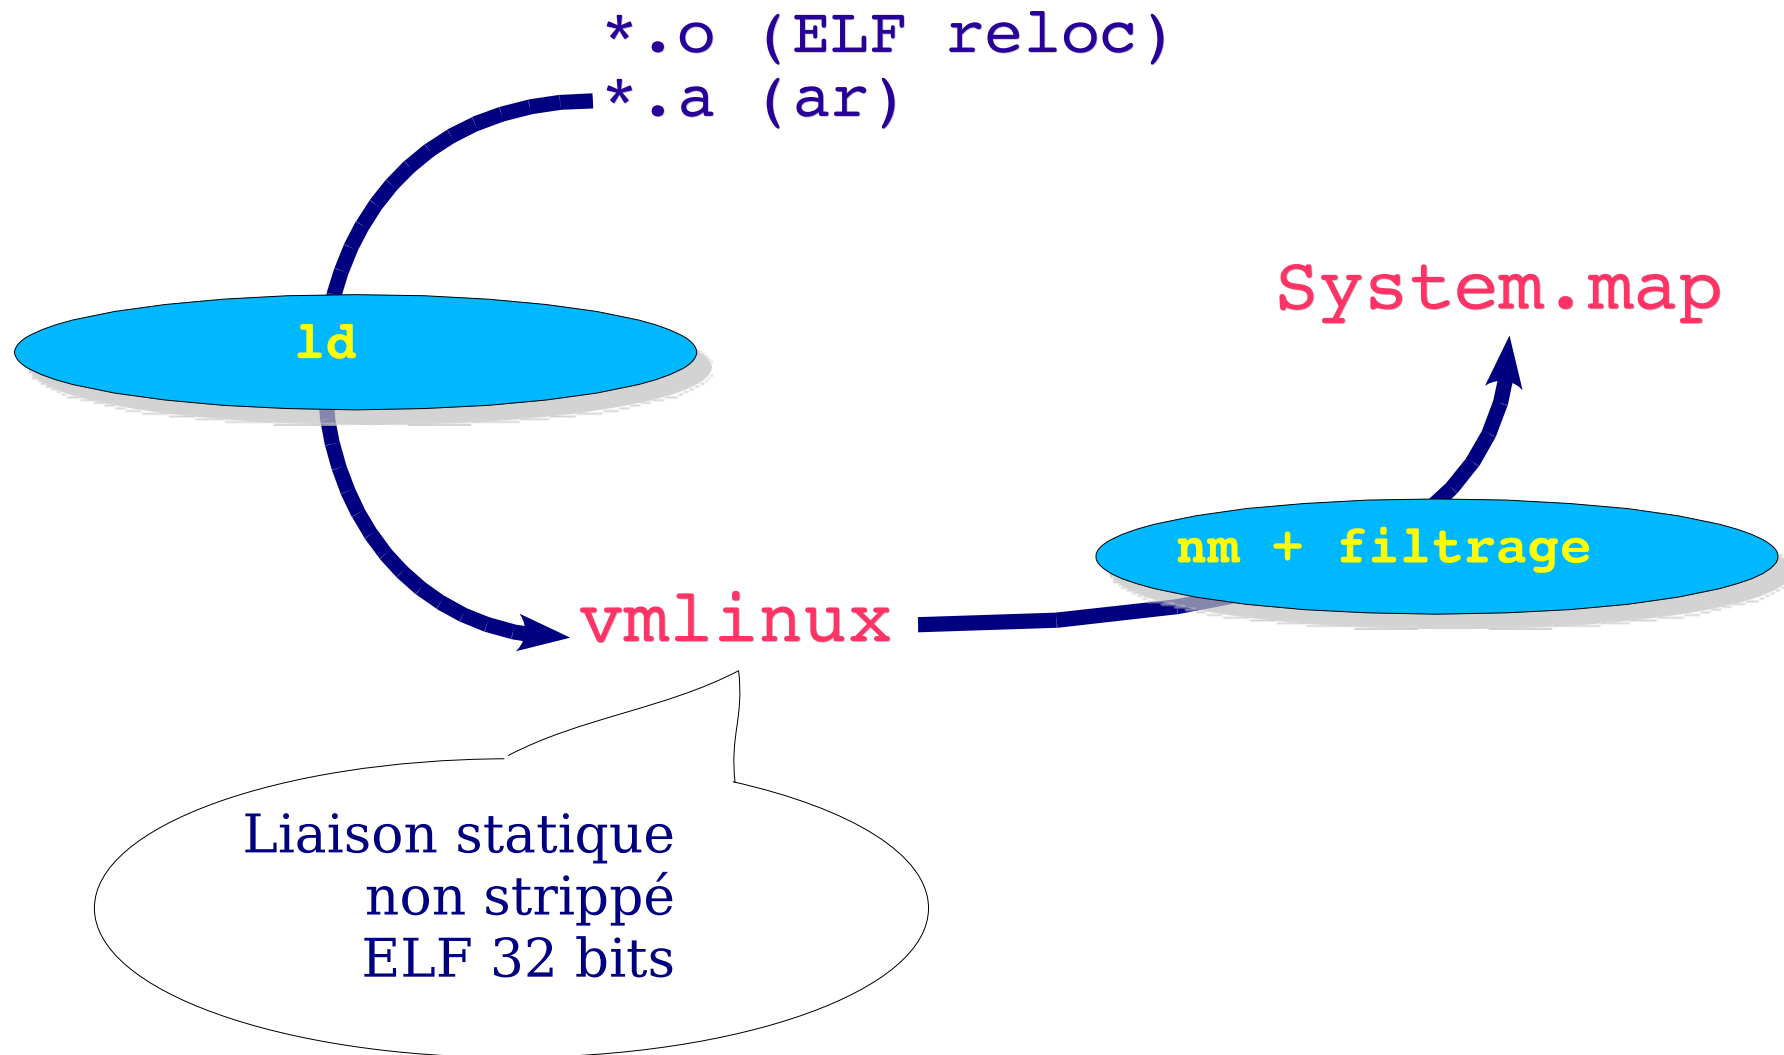 *.o (ELF reloc)
*.a (ar)
System.map
ld
nm + filtrage
vmlinux
Liaison statique
non strippé
ELF 32 bits